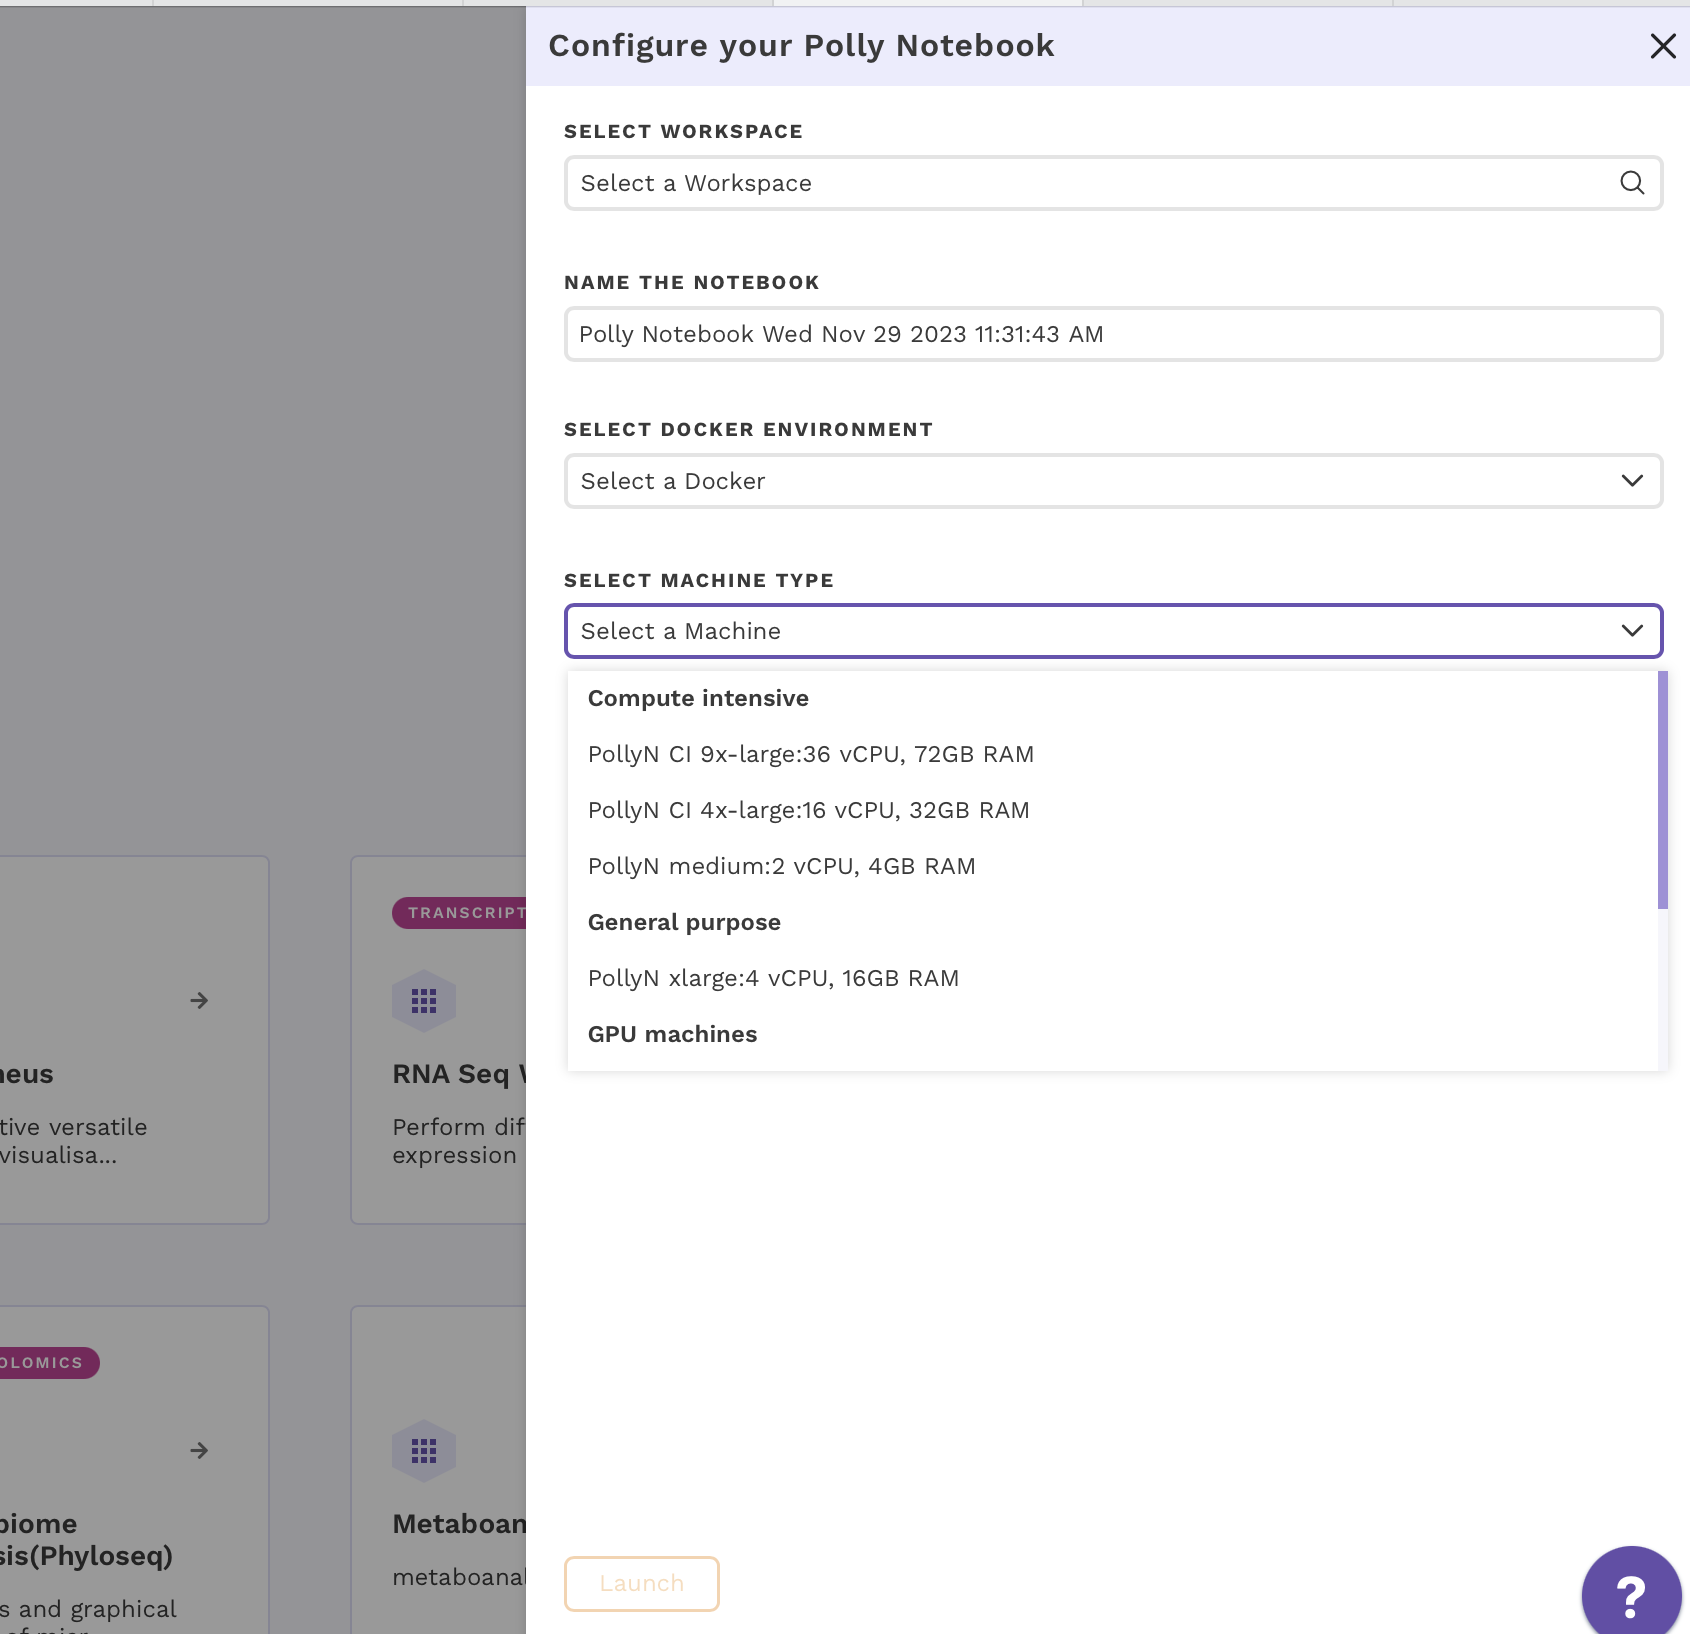 Configure your Polly Notebook
SELECT WORKSPACE
Select a Workspace
NAME THE NOTEBOOK
Polly Notebook Wed Nov 29 2023 11:31:43 AM
SELECT DOCKER ENVIRONMENT
Select a Docker
SELECT MACHINE TYPE
Select a Machine
Compute intensive
PollyN CI 9x-large:36 vCPU, 72GB RAM
PollyN CI 4x-large:16 vCPU, 32GB RAM
PollyN medium:2 vCPU, 4GB RAM
General purpose
PollyN xlarge:4 vCPU, 16GB RAM
GPU machines
Launch
?
neus
tive versatile
visualisa...
TRANSCRIPT
RNA Seq
Perform dif
expression
OLOMICS
biome
sis(Phyloseq)
s and graphical
Metaboan
metaboanal